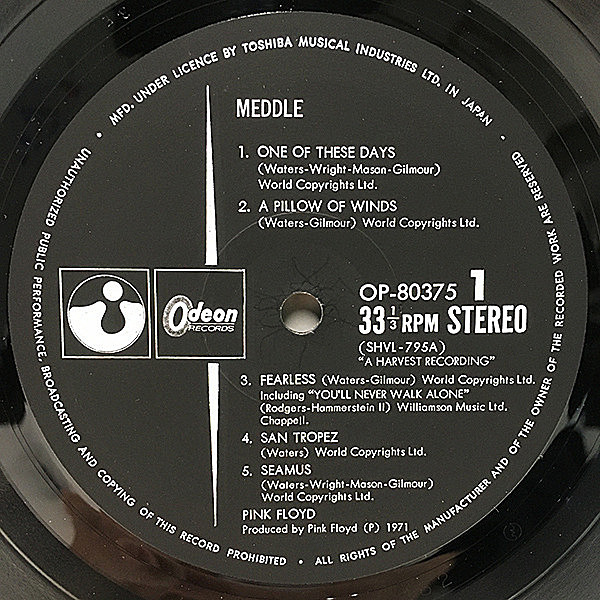 MFD. UNDER LICENCE BY TOSHIBA MUSICAL INDUSTRIES LTD. IN JAPAN
MEDDLE
1. ONE OF THESE DAYS
(Waters-Wright-Mason-Gilmour)
World Copyrights Ltd.
2. A PILLOW OF WINDS
(Waters-Gilmour) World Copyrights Ltd.
Odeon
RECORDS
OP-80375 1
33 1/3 RPM STEREO
(SHVL-795A)
"A HARVEST RECORDING"
3. FEARLESS (Waters-Gilmour) World Copyrights Ltd.
Including "YOU'LL NEVER WALK ALONE"
(Rodgers-Hammerstein II) Williamson Music Ltd.
Chappell.
4. SAN TROPEZ
(Waters) World Copyrights Ltd.
5. SEAMUS
(Waters-Wright-Mason-Gilmour)
World Copyrights Ltd.
PINK FLOYD
Produced by Pink Floyd (P) 1971
UNAUTHORIZED PUBLIC PERFORMANCE, BROADCASTING AND COPYING OF THIS RECORD PROHIBITED • ALL RIGHTS OF THE MANUFACTURER AND OF THE OWNER OF THE RECORDED WORK ARE RESERVED